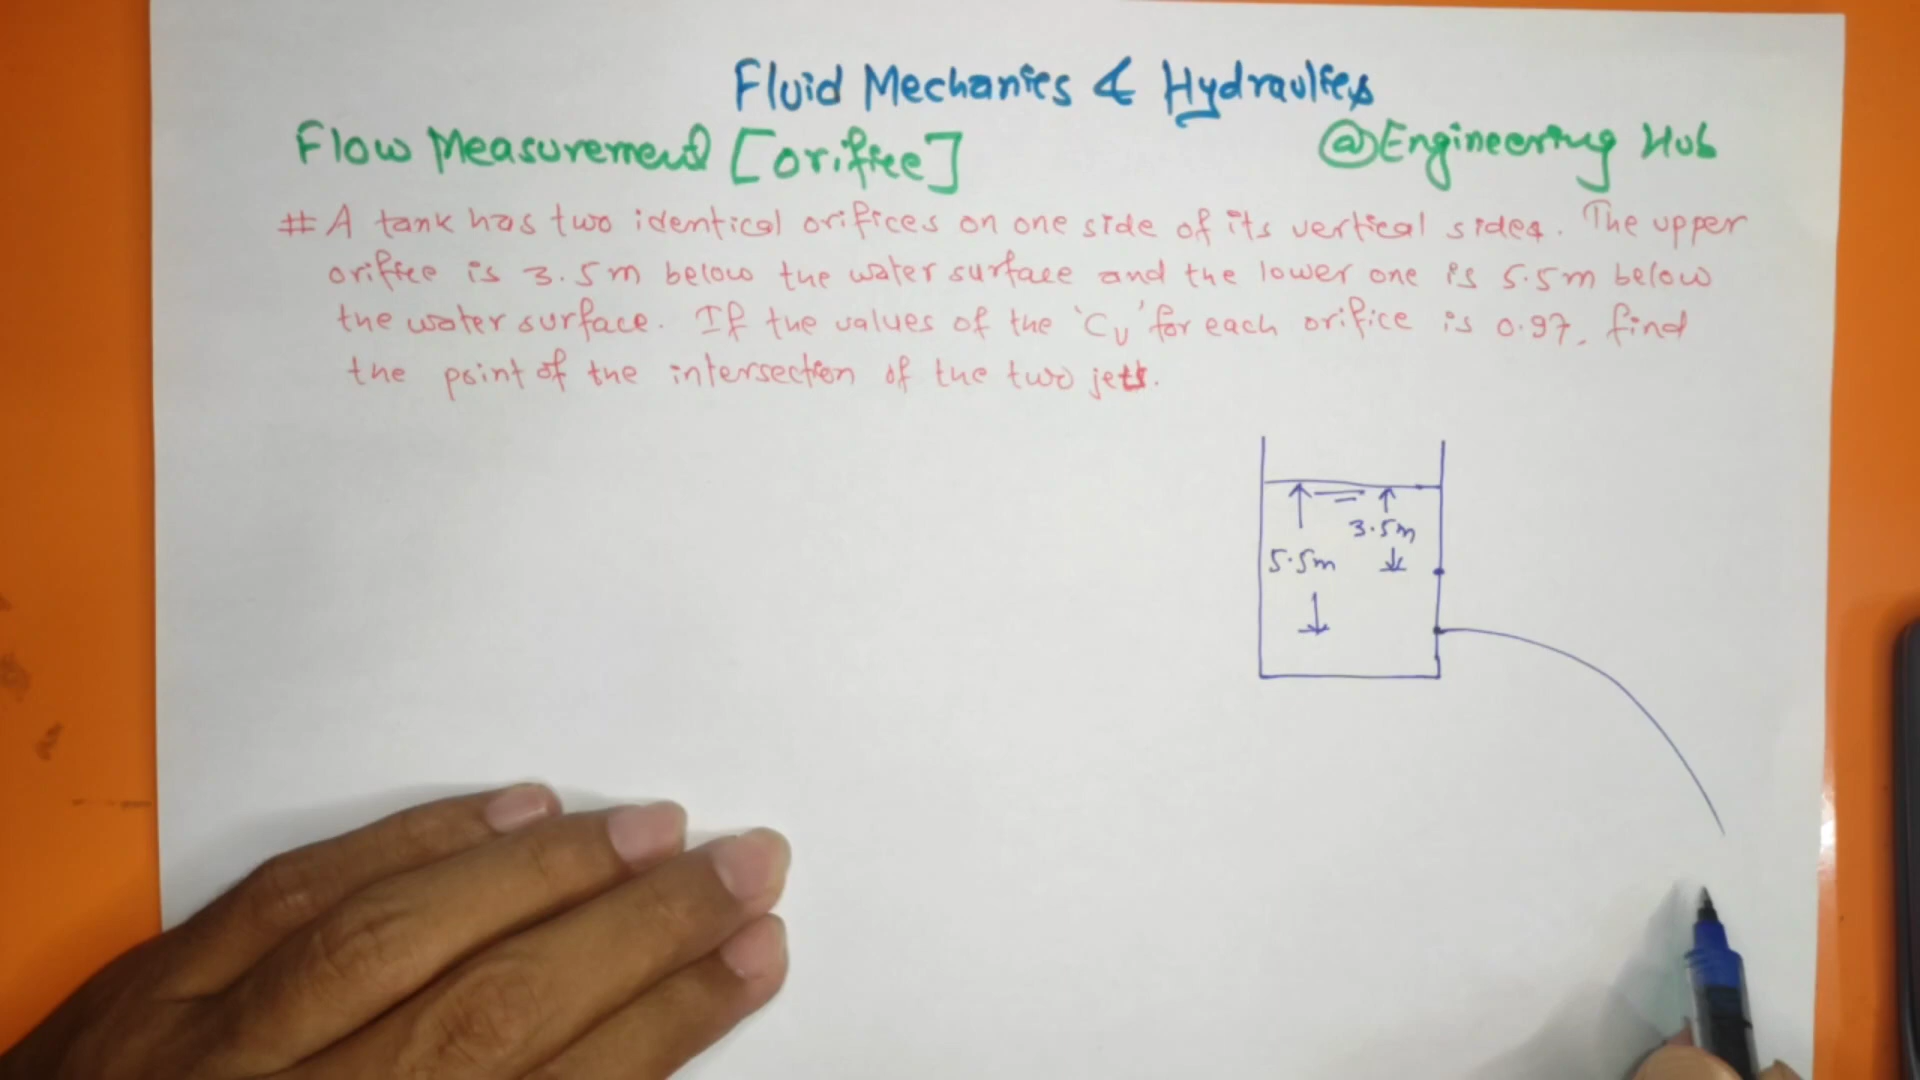 Fluid Mechanics & Hydraulics
Flow Measurement [orifice]
@Engineering Hub
# A tank has two identical orifices on one side of its vertical sides. The upper
orifice is 3.5m below the water surface and the lower one is 5.5m below
the water surface. If the values of the 'Cv' for each orifice is 0.97, find
the point of the intersection of the two jets.
3.5m
5.5m